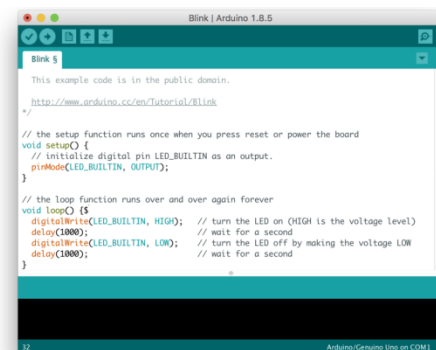 Blink | Arduino 1.8.5
Blink §
This example code is in the public domain.
http://www.arduino.cc/en/Tutorial/Blink
*/
// the setup function runs once when you press reset or power the board
void setup() {
// initialize digital pin LED_BUILTIN as an output.
pinMode(LED_BUILTIN, OUTPUT);
}
// the loop function runs over and over again forever
void loop() {$
digitalWrite(LED_BUILTIN, HIGH); // turn the LED on (HIGH is the voltage level)
delay(1000); // wait for a second
digitalWrite(LED_BUILTIN, LOW); // turn the LED off by making the voltage LOW
delay(1000); // wait for a second
}
32 Arduino/Genuino Uno on COM1